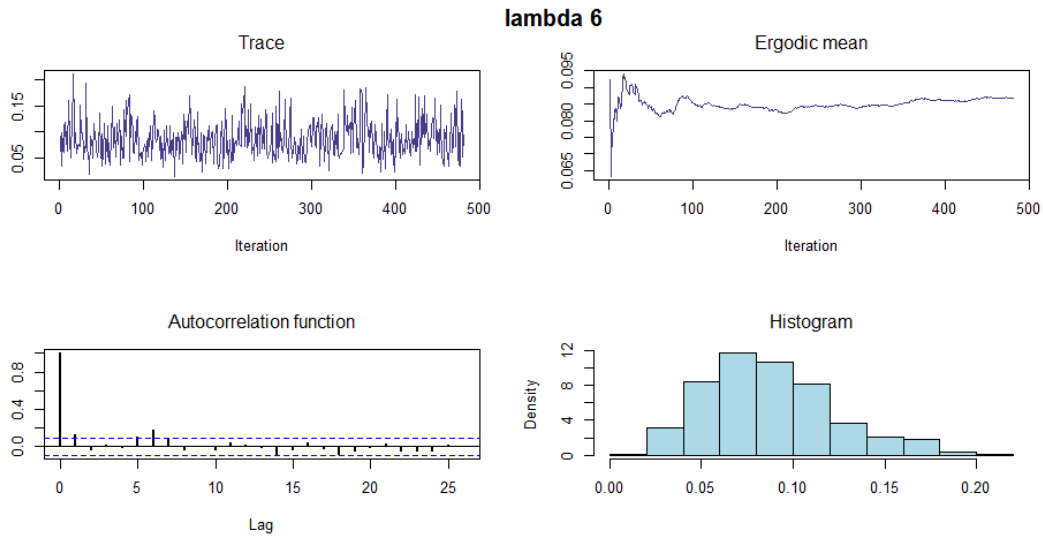 lambda 6
Trace
0.05 0.15
0 100 200 300 400 500
Iteration
Ergodic mean
0.065 0.080 0.095
0 100 200 300 400 500
Iteration
Autocorrelation function
0.0 0.4 0.8
0 5 10 15 20 25
Lag
Histogram
Density
0 4 8 12
0.00 0.05 0.10 0.15 0.20